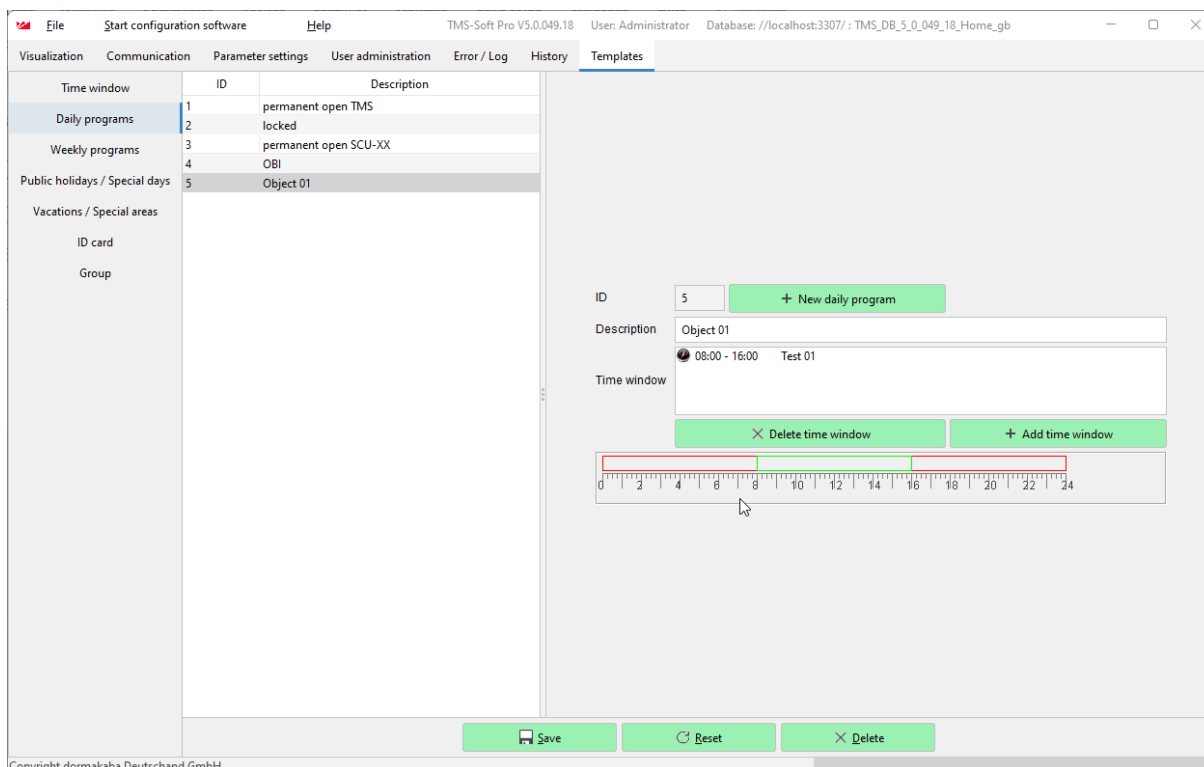 File Start configuration software Help TMS-Soft Pro V5.0.049.18 User: Administrator Database: //localhost:3307/ : TMS_DB_5_0_049_18_Home_gb
Visualization Communication Parameter settings User administration Error / Log History Templates
Time window
Daily programs
Weekly programs
Public holidays / Special days
Vacations / Special areas
ID card
Group
ID Description
1 permanent open TMS
2 locked
3 permanent open SCU-XX
4 OBI
5 Object 01
ID 5 + New daily program
Description Object 01
Time window 08:00 - 16:00 Test 01
Delete time window + Add time window
0 2 4 6 8 10 12 14 16 18 20 22 24
Save Reset Delete
Copyright dormakaba Deutschand GmbH